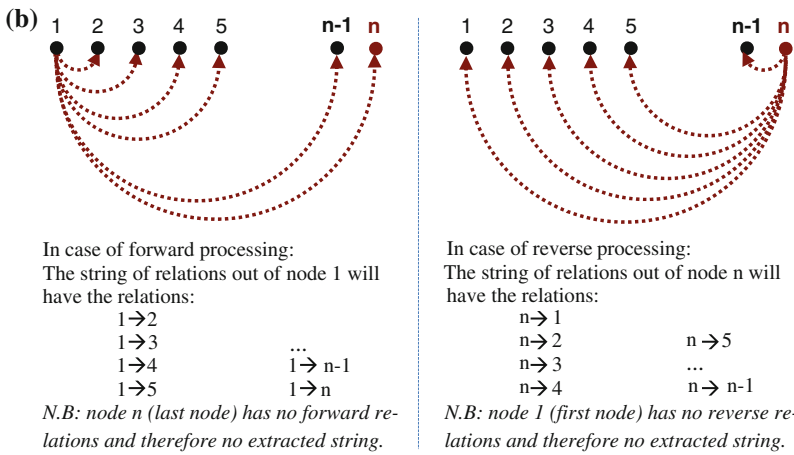 (b)
1 2 3 4 5 n-1 n
In case of forward processing:
The string of relations out of node 1 will
have the relations:
1→2
1→3
1→4
1→5
...
1→ n-1
1→n
N.B: node n (last node) has no forward re-
lations and therefore no extracted string.
1 2 3 4 5 n-1 n
In case of reverse processing:
The string of relations out of node n will
have the relations:
n→ 1
n→ 2
n→ 3
n→ 4
n →5
...
n→ n-1
N.B: node 1 (first node) has no reverse re-
lations and therefore no extracted string.